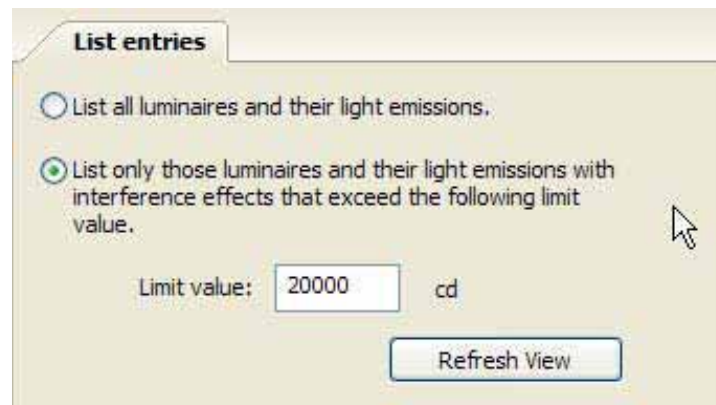 List entries
List all luminaires and their light emissions.
List only those luminaires and their light emissions with
interference effects that exceed the following limit
value.
Limit value: 20000 cd
Refresh View